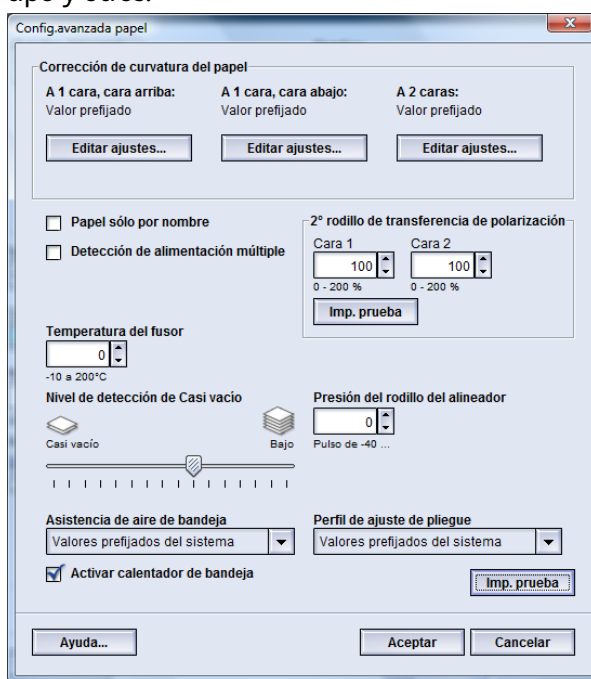 Config.avanzada papel
Corrección de curvatura del papel
A 1 cara, cara arriba: A 1 cara, cara abajo: A 2 caras:
Valor prefijado Valor prefijado Valor prefijado
Editar ajustes... Editar ajustes... Editar ajustes...
Papel sólo por nombre
Detección de alimentación múltiple
2º rodillo de transferencia de polarización
Cara 1 Cara 2
100 100
0 - 200 % 0 - 200 %
Imp. prueba
Temperatura del fusor
0
-10 a 200°C
Nivel de detección de Casi vacío
Casi vacío Bajo
Presión del rodillo del alineador
0
Pulso de -40 ...
Asistencia de aire de bandeja
Valores prefijados del sistema
Perfil de ajuste de pliegue
Valores prefijados del sistema
Activar calentador de bandeja
Imp. prueba
Ayuda... Aceptar Cancelar